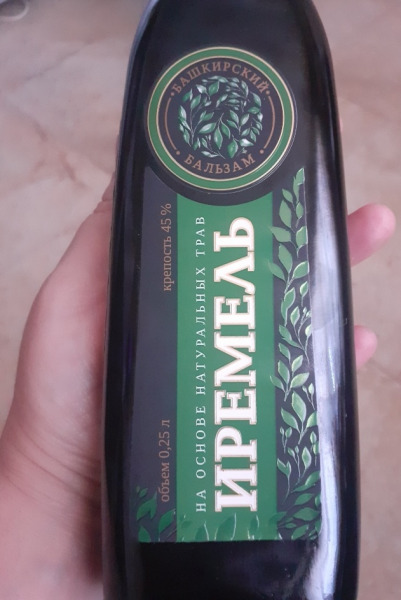 БАШКИРСКИЙ
БАЛЬЗАМ
ИРЕМЕЛЬ
НА ОСНОВЕ НАТУРАЛЬНЫХ ТРАВ
объем 0,25 л
крепость 45 %